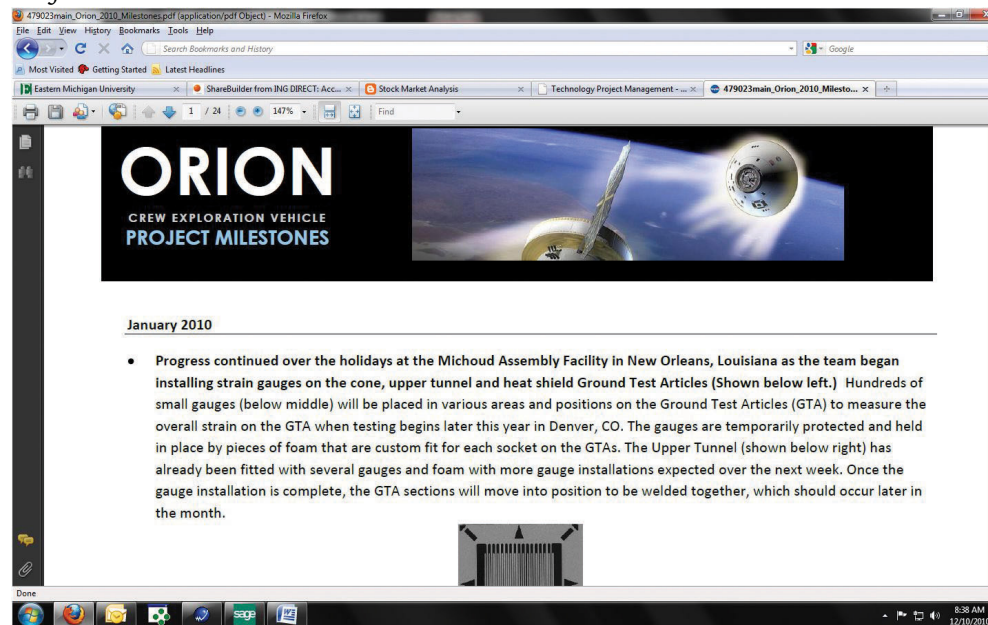 479023main_Orion_2010_Milestones.pdf (application/pdf Object) - Mozilla Firefox
File Edit View History Bookmarks Tools Help
Search Bookmarks and History
Google
Most Visited Getting Started Latest Headlines
Eastern Michigan University
ShareBuilder from ING DIRECT: Acc...
Stock Market Analysis
Technology Project Management - ...
479023main_Orion_2010_Milesto...
1 / 24 147% Find
ORION
CREW EXPLORATION VEHICLE
PROJECT MILESTONES
January 2010
• Progress continued over the holidays at the Michoud Assembly Facility in New Orleans, Louisiana as the team began
installing strain gauges on the cone, upper tunnel and heat shield Ground Test Articles (Shown below left.) Hundreds of
small gauges (below middle) will be placed in various areas and positions on the Ground Test Articles (GTA) to measure the
overall strain on the GTA when testing begins later this year in Denver, CO. The gauges are temporarily protected and held
in place by pieces of foam that are custom fit for each socket on the GTAs. The Upper Tunnel (shown below right) has
already been fitted with several gauges and foam with more gauge installations expected over the next week. Once the
gauge installation is complete, the GTA sections will move into position to be welded together, which should occur later in
the month.
Done
sage
8:38 AM
12/10/2010